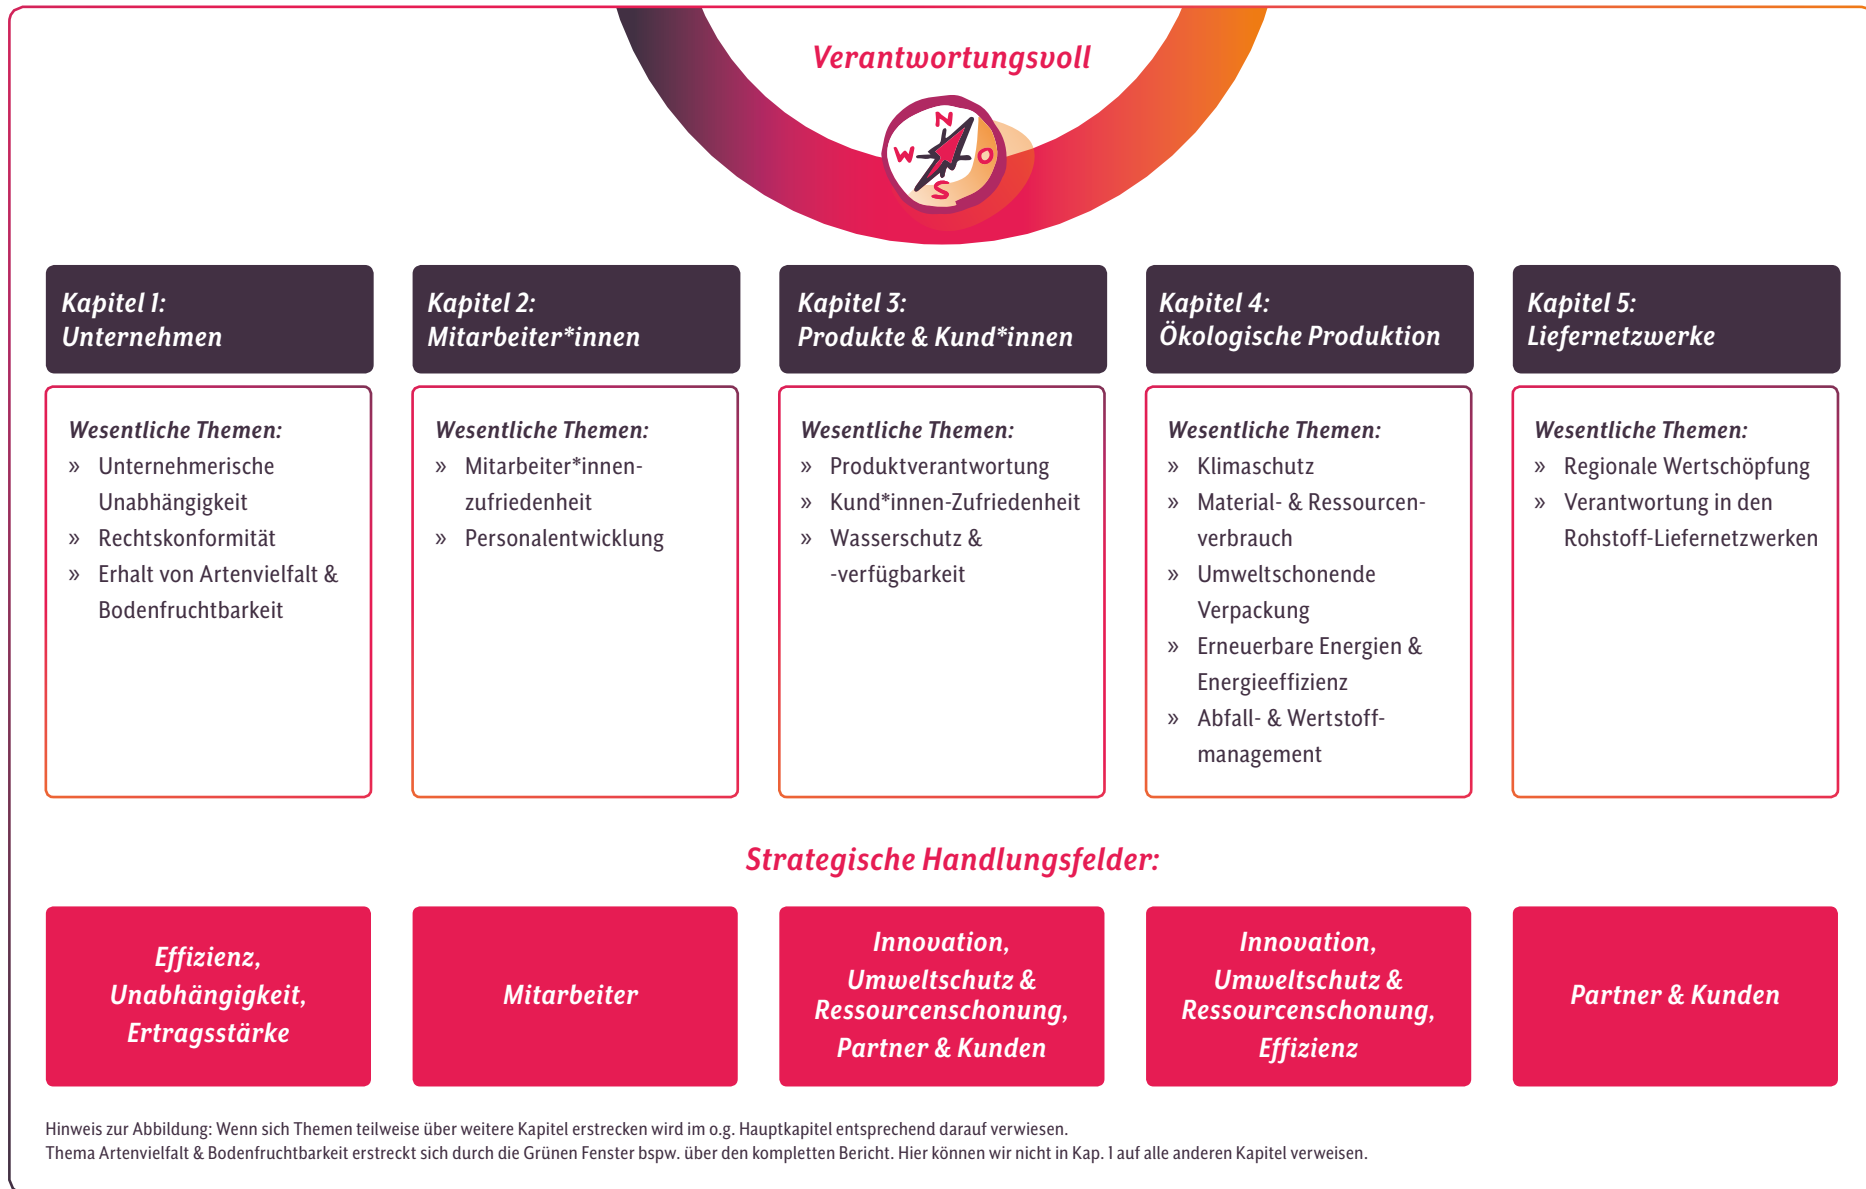 Verantwortungsvoll
N
W
O
S
Kapitel 1:
Unternehmen
Wesentliche Themen:
» Unternehmerische
Unabhängigkeit
» Rechtskonformität
» Erhalt von Artenvielfalt &
Bodenfruchtbarkeit
Kapitel 2:
Mitarbeiter*innen
Wesentliche Themen:
» Mitarbeiter*innen-
zufriedenheit
» Personalentwicklung
Kapitel 3:
Produkte & Kund*innen
Wesentliche Themen:
» Produktverantwortung
» Kund*innen-Zufriedenheit
» Wasserschutz &
-verfügbarkeit
Kapitel 4:
Ökologische Produktion
Wesentliche Themen:
» Klimaschutz
» Material- & Ressourcen-
verbrauch
» Umweltschonende
Verpackung
» Erneuerbare Energien &
Energieeffizienz
» Abfall- & Wertstoff-
management
Kapitel 5:
Liefernetzwerke
Wesentliche Themen:
» Regionale Wertschöpfung
» Verantwortung in den
Rohstoff-Liefernetzwerken
Strategische Handlungsfelder:
Effizienz,
Unabhängigkeit,
Ertragsstärke
Mitarbeiter
Innovation,
Umweltschutz &
Ressourcenschonung,
Partner & Kunden
Innovation,
Umweltschutz &
Ressourcenschonung,
Effizienz
Partner & Kunden
Hinweis zur Abbildung: Wenn sich Themen teilweise über weitere Kapitel erstrecken wird im o.g. Hauptkapitel entsprechend darauf verwiesen.
Thema Artenvielfalt & Bodenfruchtbarkeit erstreckt sich durch die Grünen Fenster bspw. über den kompletten Bericht. Hier können wir nicht in Kap. 1 auf alle anderen Kapitel verweisen.